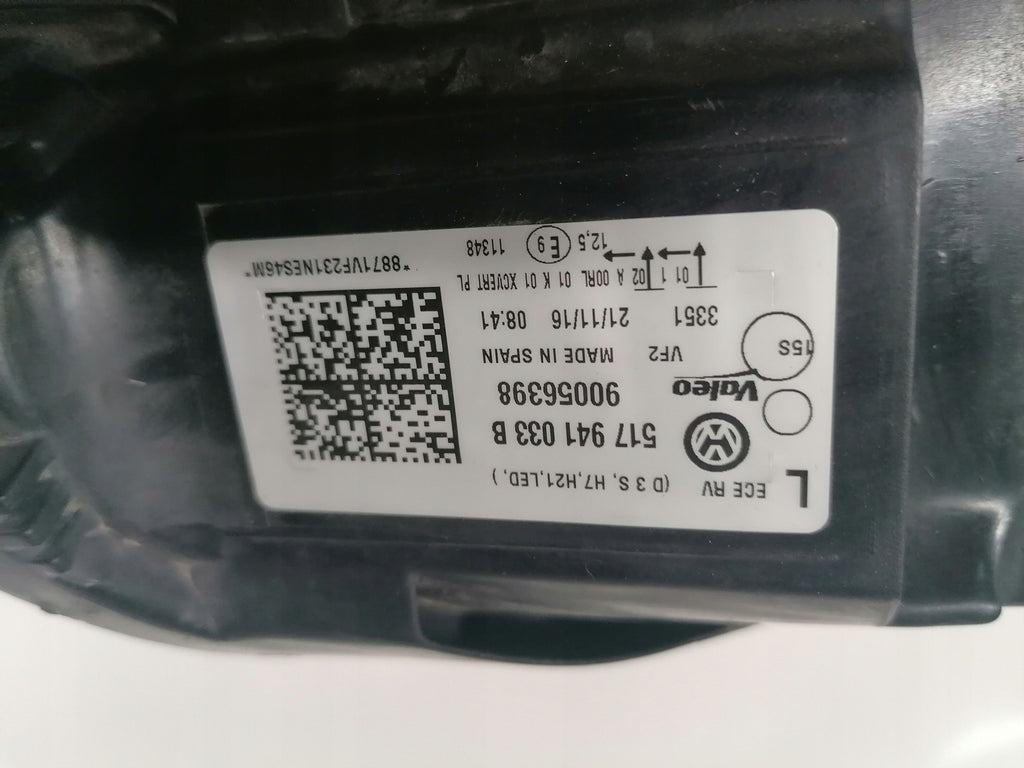 L ECE RV (D 3 S, H7,H21,LED,)
517 941 033 B
Valeo 90056398
15S VF2 MADE IN SPAIN
3351 21/11/16 08:41
01 1 02 A 00RL 01 K 01 XCVERT PL
12,5 E9 11348
*8871VF231NES46M*